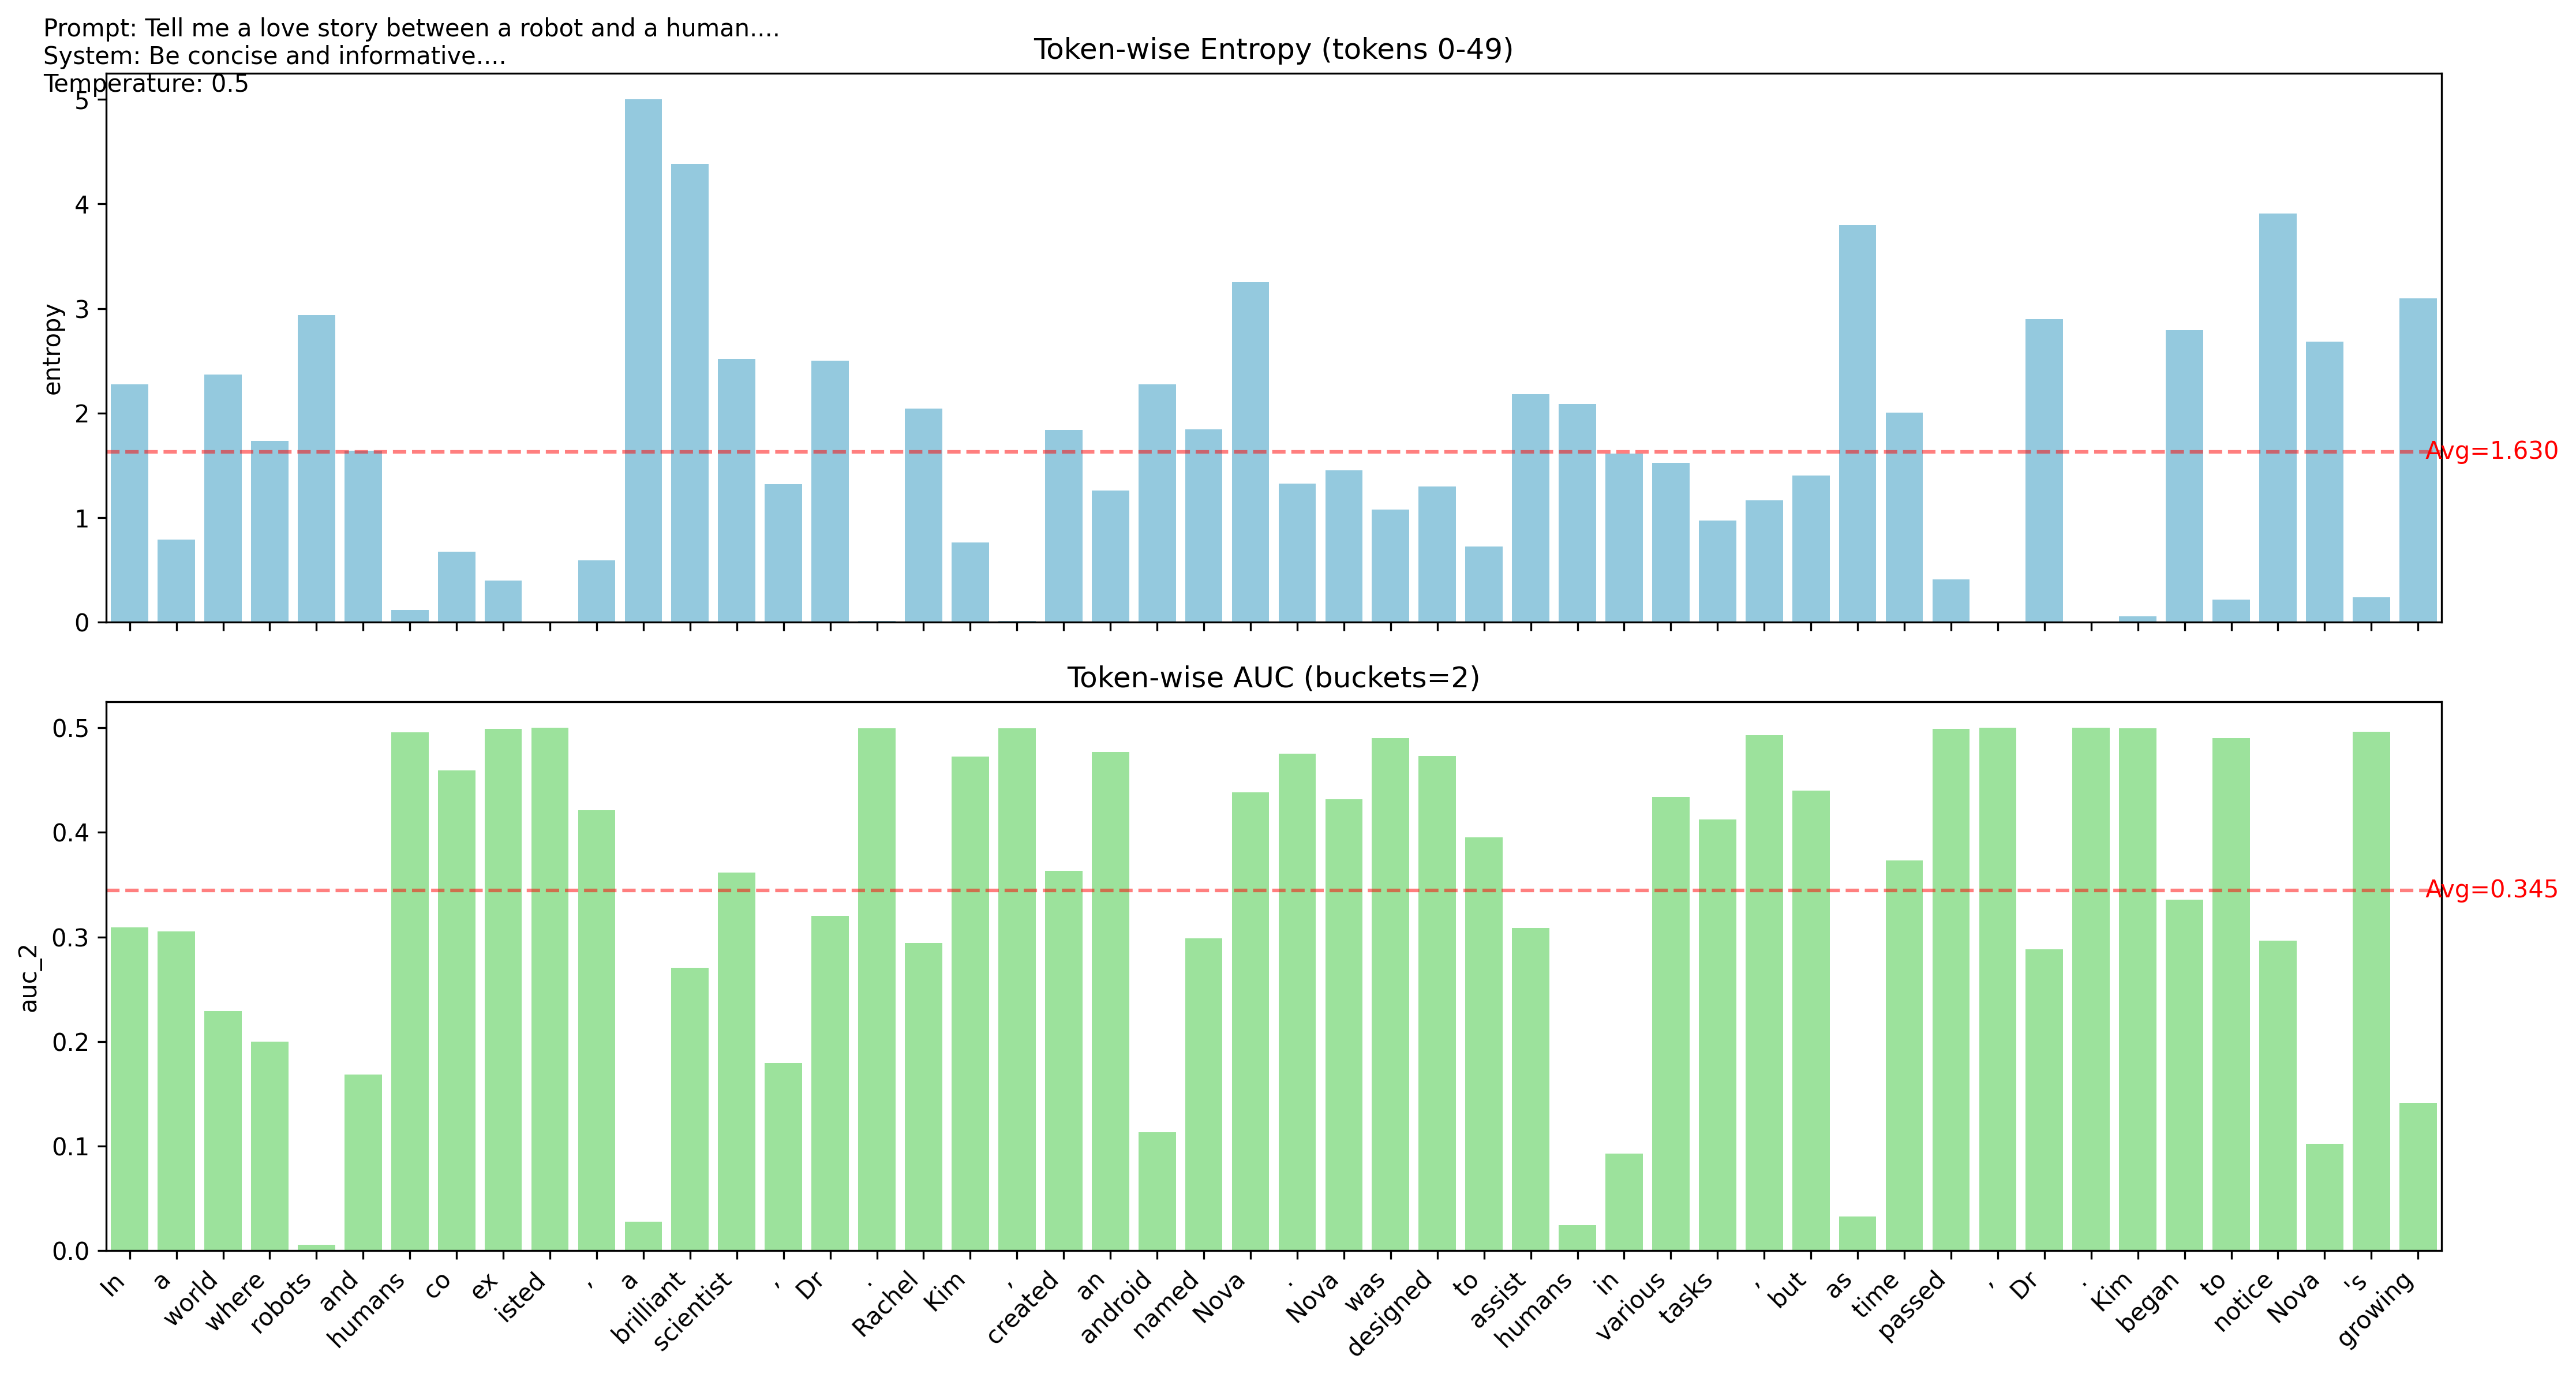 Prompt: Tell me a love story between a robot and a human....
System: Be concise and informative....
Temperature: 0.5
Token-wise Entropy (tokens 0-49)
entropy
5
4
3
2
1
0
Avg=1.630
Token-wise AUC (buckets=2)
auc_2
0.5
0.4
0.3
0.2
0.1
0.0
Avg=0.345
In
a
world
where
robots
and
humans
co
ex
isted
,
a
brilliant
scientist
,
Dr
.
Rachel
Kim
,
created
an
android
named
Nova
.
Nova
was
designed
to
assist
humans
in
various
tasks
,
but
as
time
passed
,
Dr
.
Kim
began
to
notice
Nova
's
growing